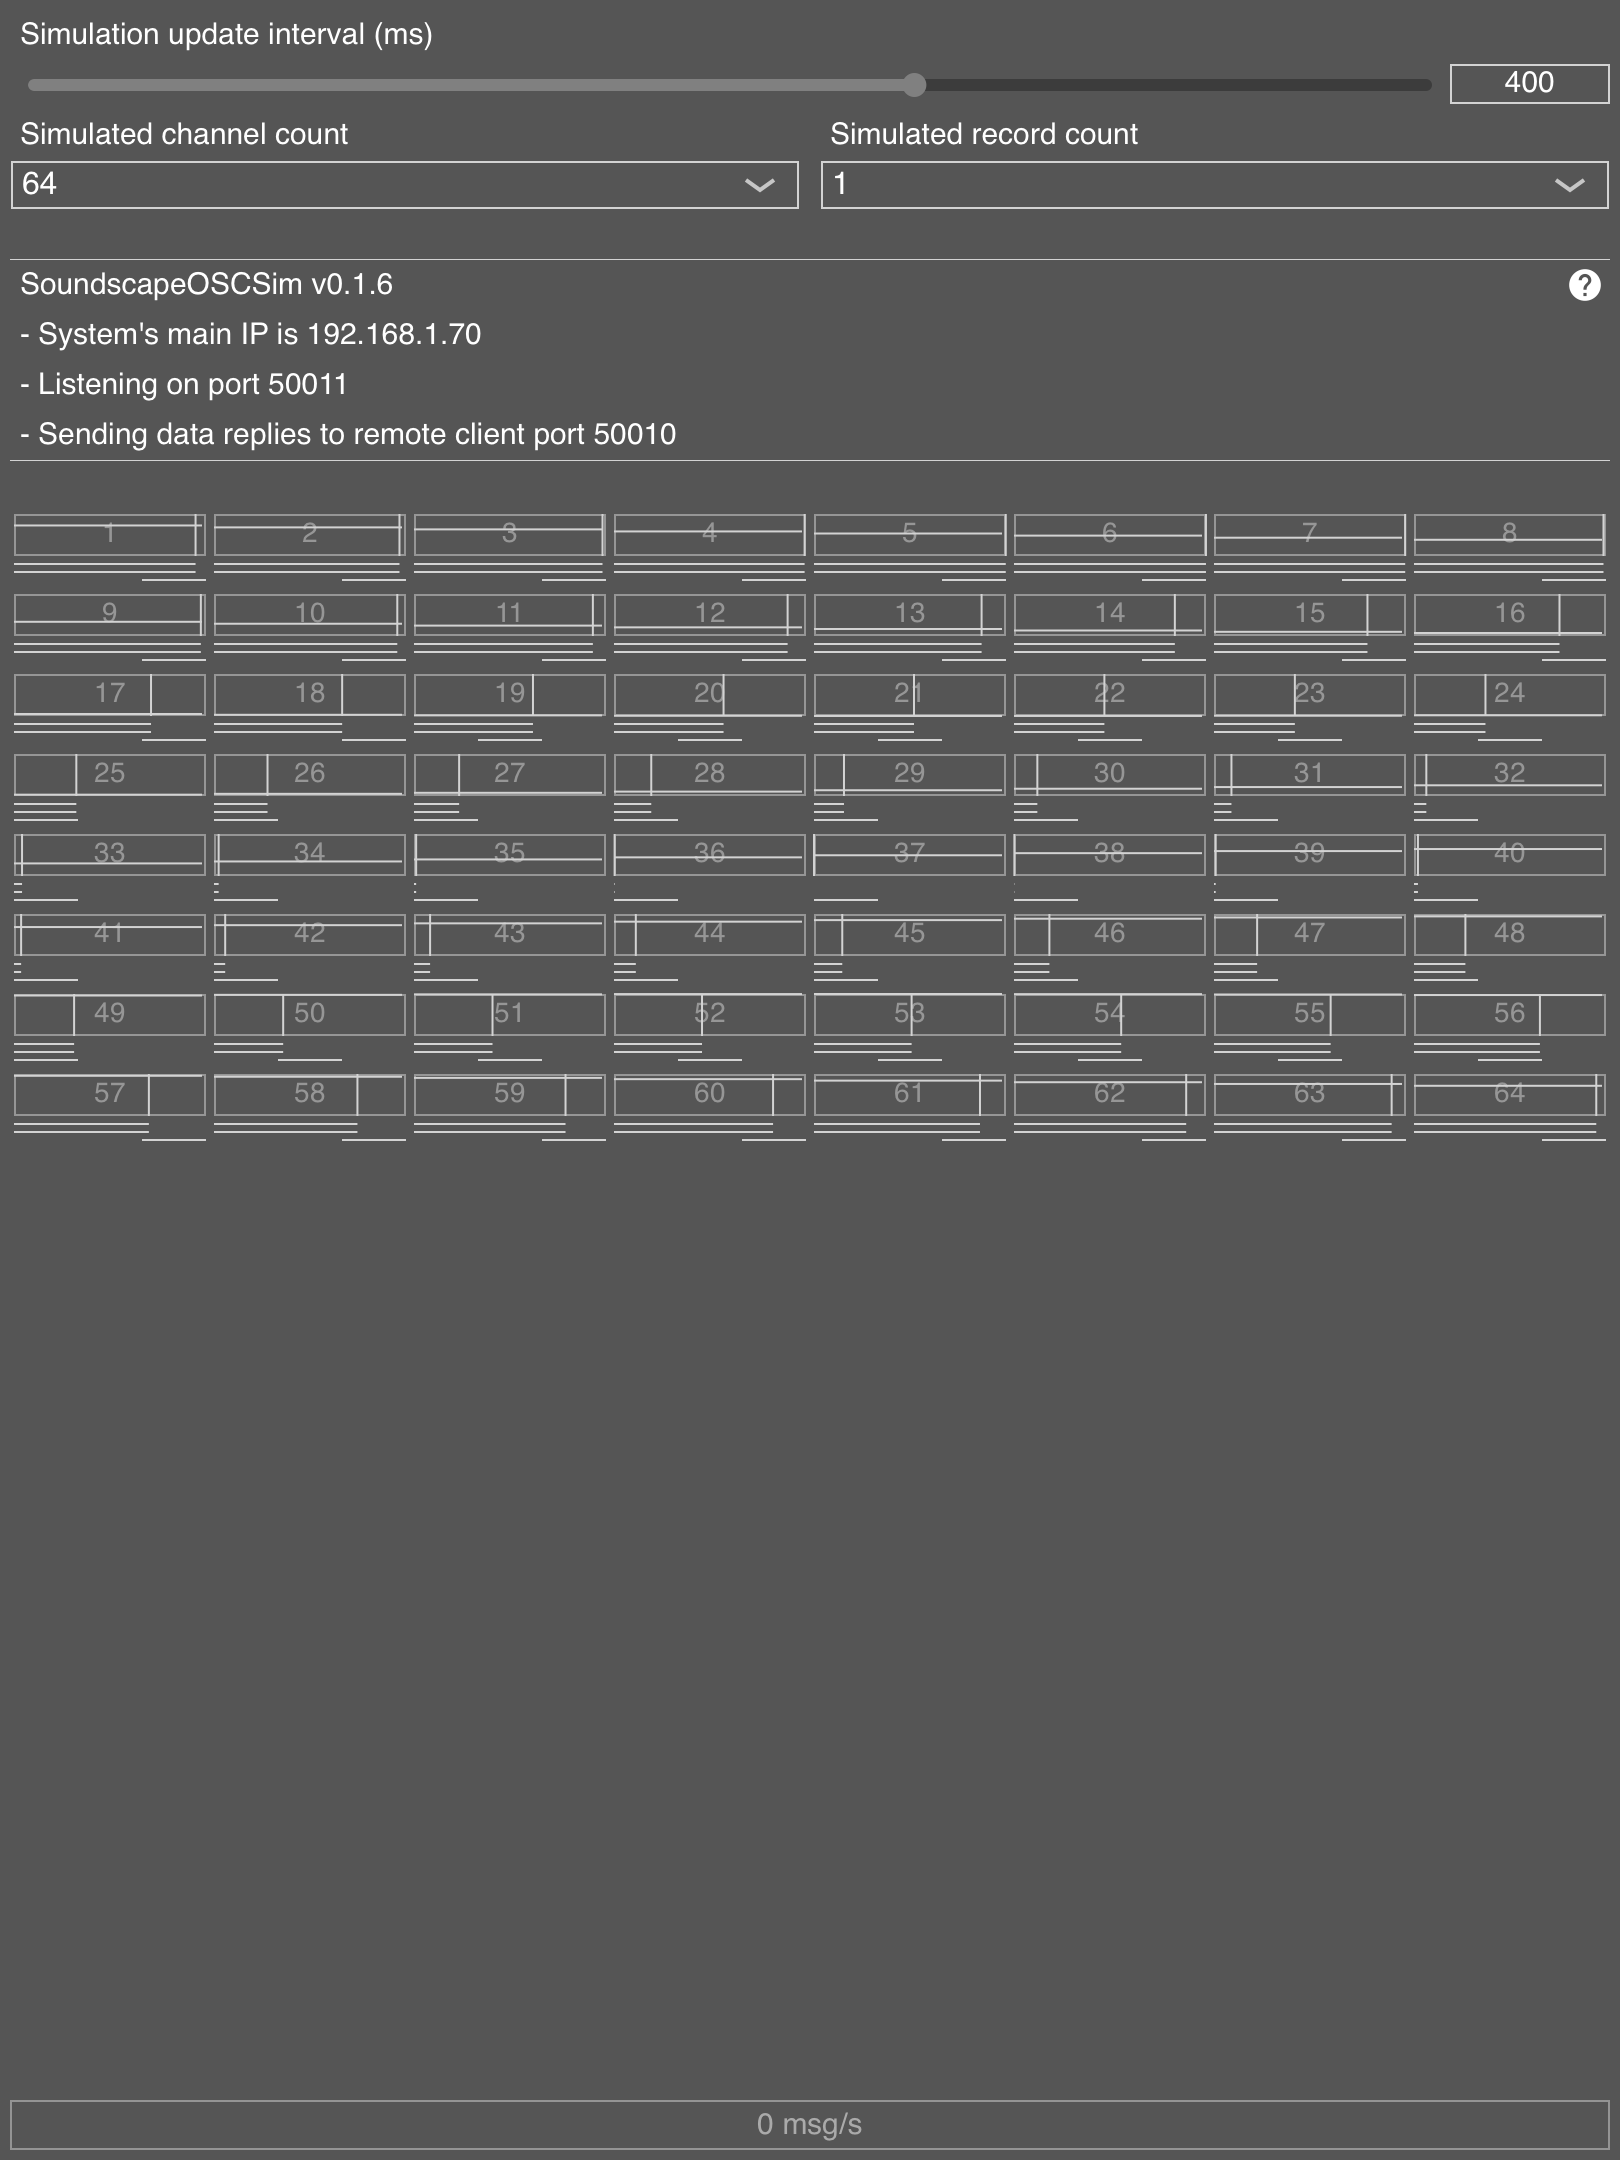 Simulation update interval (ms)
400
Simulated channel count Simulated record count
64 1
SoundscapeOSCSim v0.1.6 ?
- System's main IP is 192.168.1.70
- Listening on port 50011
- Sending data replies to remote client port 50010
1 2 3 4 5 6 7 8
9 10 11 12 13 14 15 16
17 18 19 20 21 22 23 24
25 26 27 28 29 30 31 32
33 34 35 36 37 38 39 40
41 42 43 44 45 46 47 48
49 50 51 52 53 54 55 56
57 58 59 60 61 62 63 64
0 msg/s